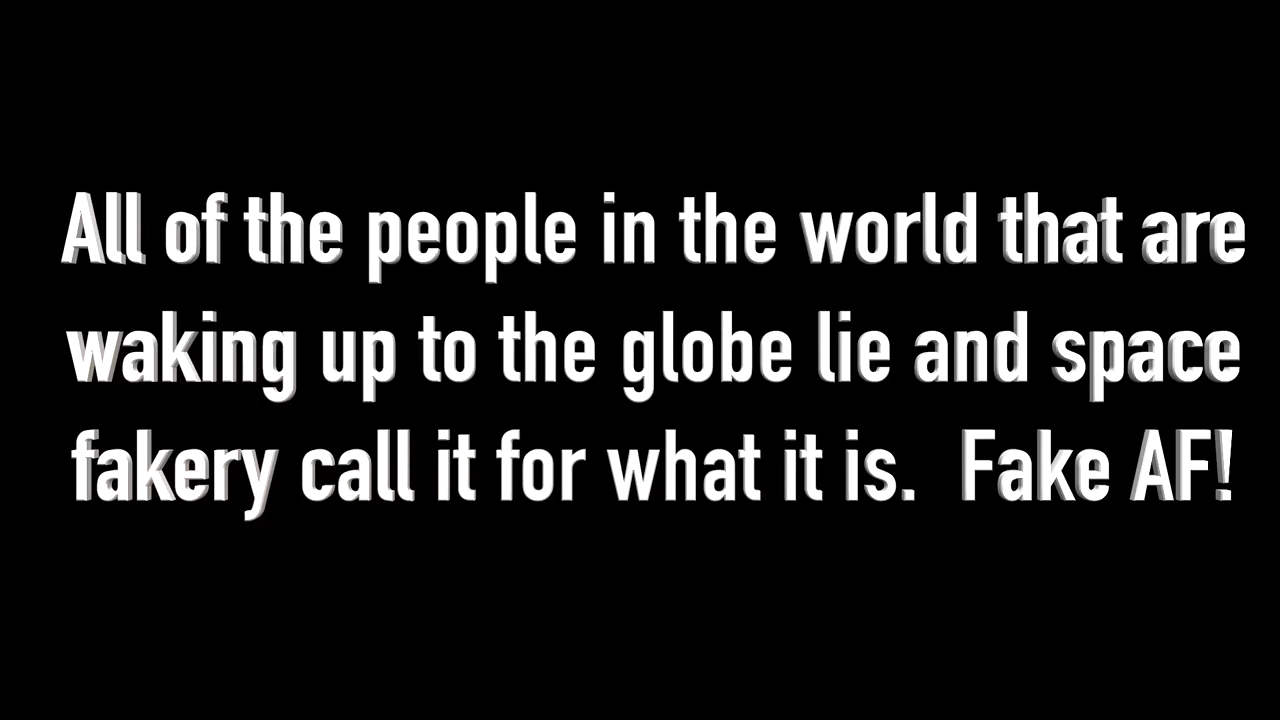 All of the people in the world that are
waking up to the globe lie and space
fakery call it for what it is.  Fake AF!